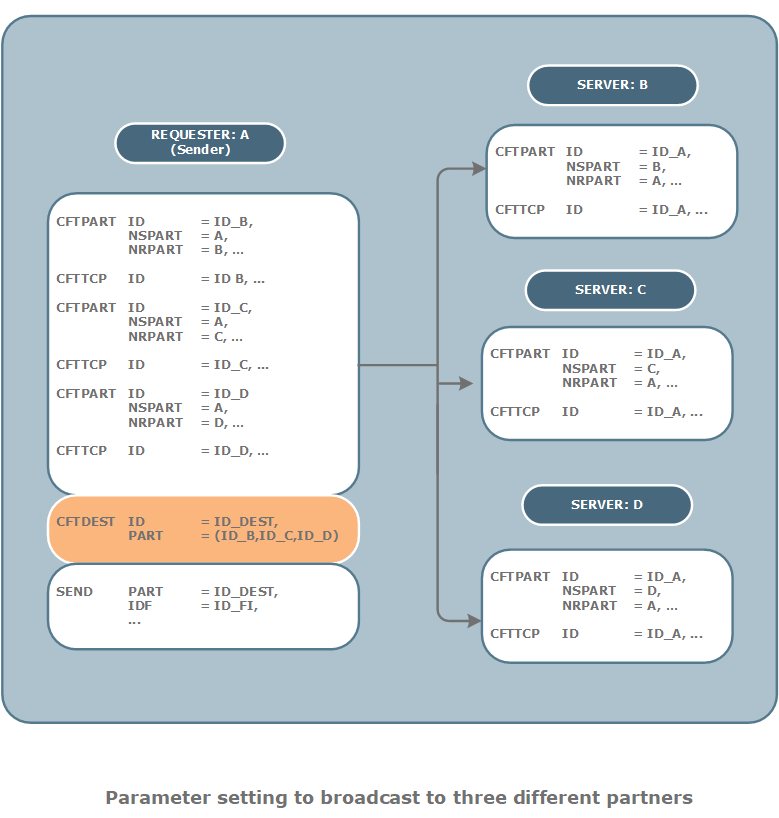 REQUESTER: A
(Sender)
CFTPART ID = ID_B,
NSPART = A,
NRPART = B, ...
CFTTCP ID = ID B, ...
CFTPART ID = ID_C,
NSPART = A,
NRPART = C, ...
CFTTCP ID = ID_C, ...
CFTPART ID = ID_D
NSPART = A,
NRPART = D, ...
CFTTCP ID = ID_D, ...
CFTDEST ID = ID_DEST,
PART = (ID_B,ID_C,ID_D)
SEND PART = ID_DEST,
IDF = ID_FI,
...
SERVER: B
CFTPART ID = ID_A,
NSPART = B,
NRPART = A, ...
CFTTCP ID = ID_A, ...
SERVER: C
CFTPART ID = ID_A,
NSPART = C,
NRPART = A, ...
CFTTCP ID = ID_A, ...
SERVER: D
CFTPART ID = ID_A,
NSPART = D,
NRPART = A, ...
CFTTCP ID = ID_A, ...
Parameter setting to broadcast to three different partners